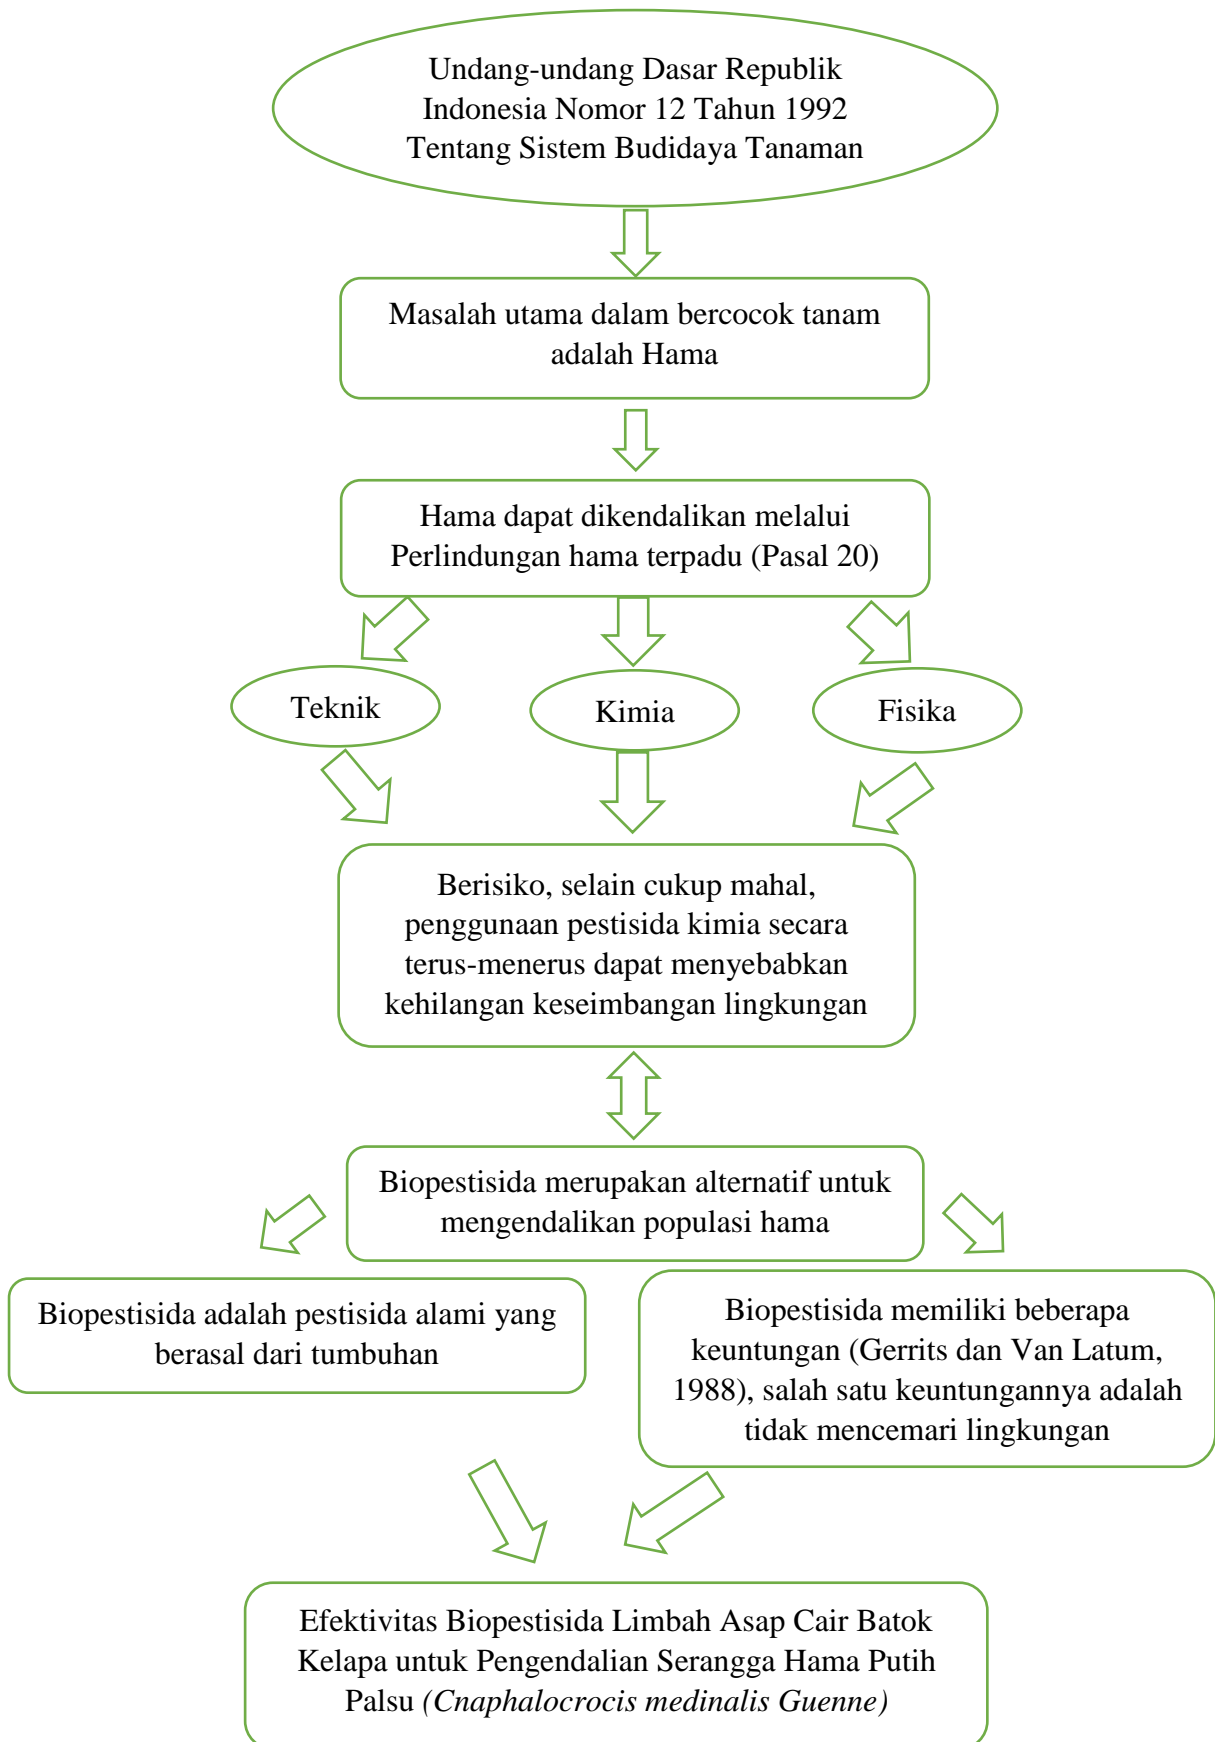 Undang-undang Dasar Republik
Indonesia Nomor 12 Tahun 1992
Tentang Sistem Budidaya Tanaman
Masalah utama dalam bercocok tanam
adalah Hama
Hama dapat dikendalikan melalui
Perlindungan hama terpadu (Pasal 20)
Teknik
Kimia
Fisika
Berisiko, selain cukup mahal,
penggunaan pestisida kimia secara
terus-menerus dapat menyebabkan
kehilangan keseimbangan lingkungan
Biopestisida merupakan alternatif untuk
mengendalikan populasi hama
Biopestisida adalah pestisida alami yang
berasal dari tumbuhan
Biopestisida memiliki beberapa
keuntungan (Gerrits dan Van Latum,
1988), salah satu keuntungannya adalah
tidak mencemari lingkungan
Efektivitas Biopestisida Limbah Asap Cair Batok
Kelapa untuk Pengendalian Serangga Hama Putih
Palsu (Cnaphalocrocis medinalis Guenne)